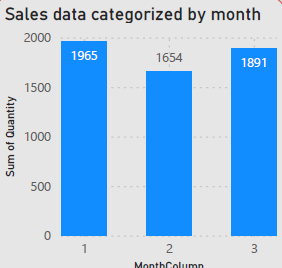 Sales data categorized by month
2000
1965
1654
1891
1500
1000
500
0
Sum of Quantity
1 2 3
MonthColumn